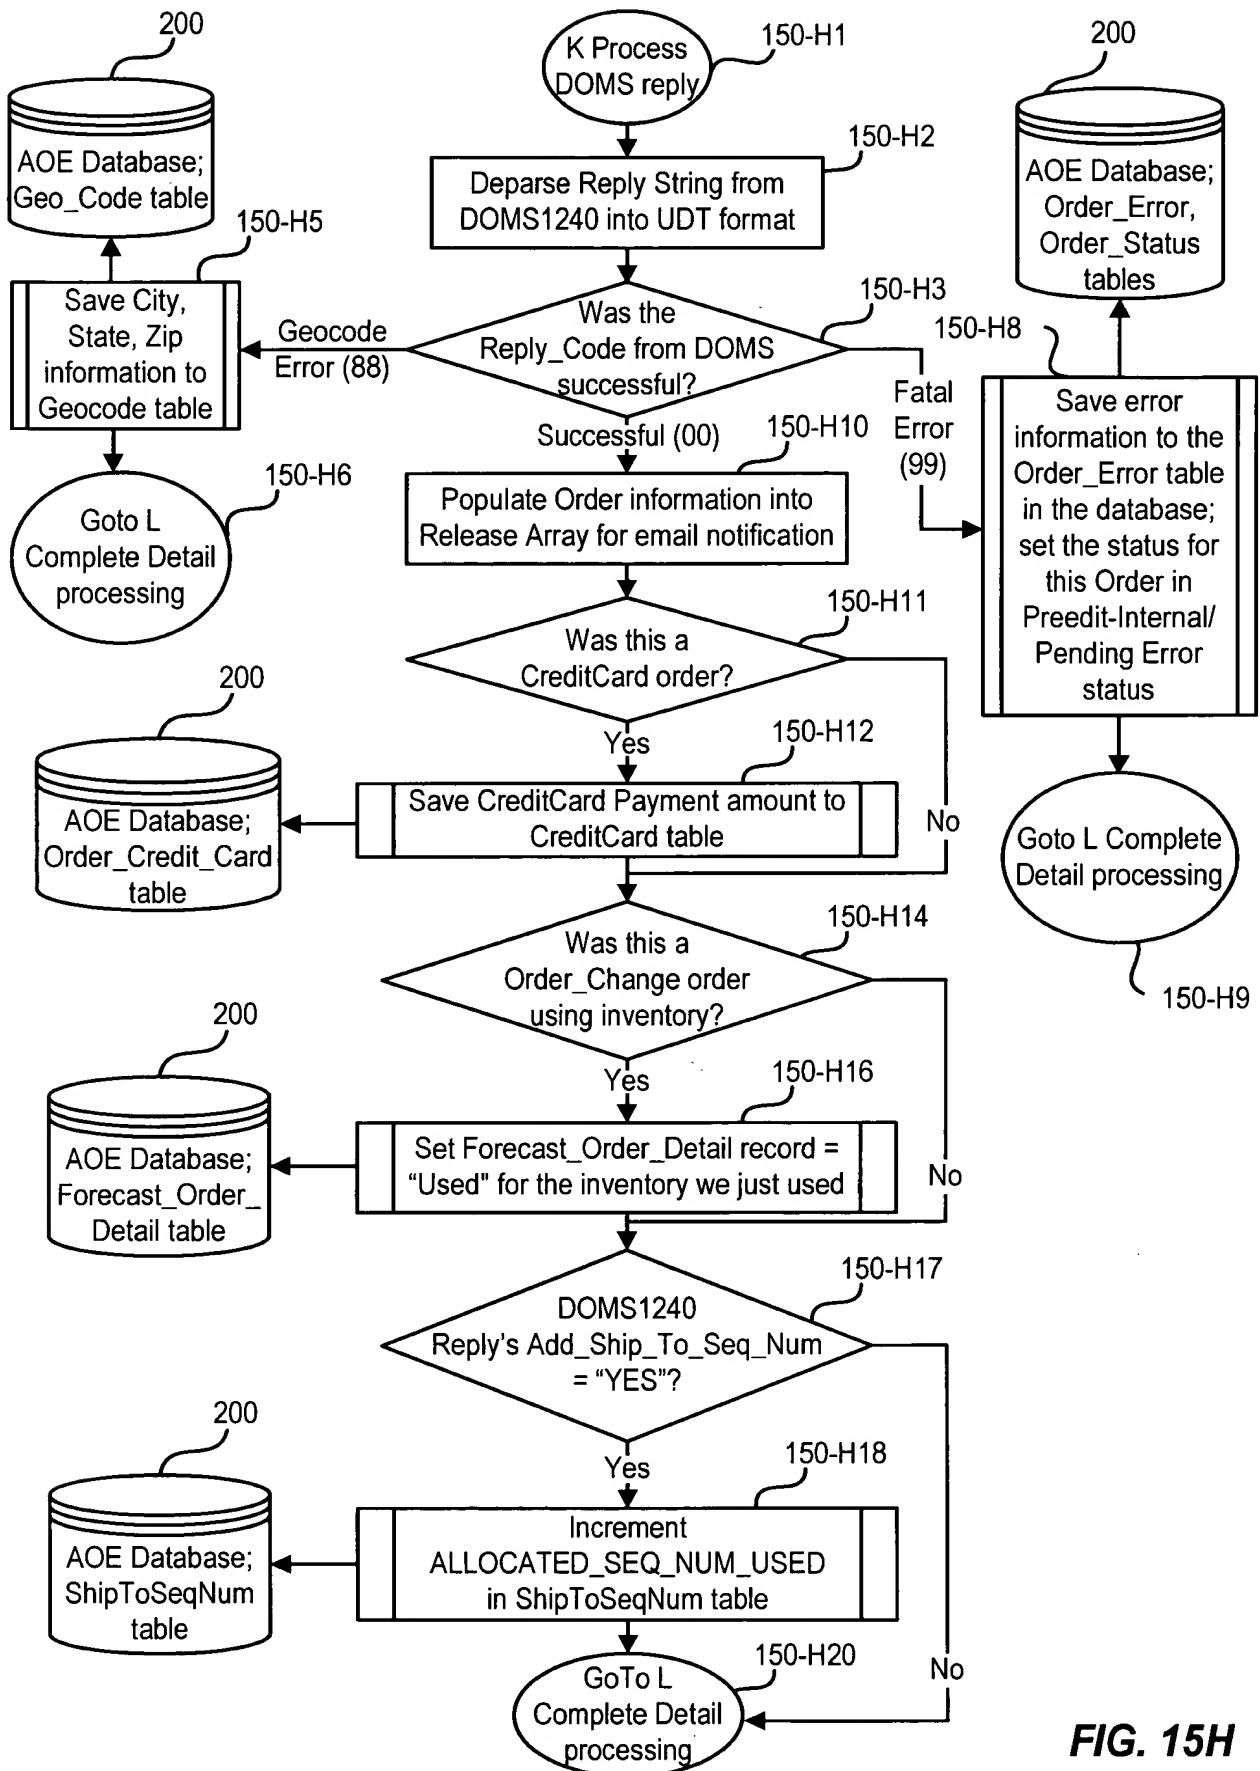 200
150-H1
200
K Process
DOMS reply
AOE Database;
Geo_Code table
150-H2
Deparse Reply String from
DOMS1240 into UDT format
AOE Database;
Order_Error,
Order_Status
tables
150-H5
Save City,
State, Zip
information to
Geocode table
150-H3
Geocode
Error (88)
Was the
Reply_Code from DOMS
successful?
150-H8
Fatal
Error
(99)
Save error
information to the
Order_Error table
in the database;
set the status for
this Order in
Preedit-Internal/
Pending Error
status
Successful (00)
150-H10
150-H6
Goto L
Complete Detail
processing
Populate Order information into
Release Array for email notification
150-H11
Was this a
CreditCard order?
200
Yes
150-H12
Save CreditCard Payment amount to
CreditCard table
No
AOE Database;
Order_Credit_Card
table
Goto L Complete
Detail processing
150-H9
150-H14
Was this a
Order_Change order
using inventory?
200
Yes
150-H16
Set Forecast_Order_Detail record =
“Used" for the inventory we just used
No
AOE Database;
Forecast_Order_
Detail table
150-H17
DOMS1240
Reply's Add_Ship_To_Seq_Num
= “YES”?
200
Yes
150-H18
Increment
ALLOCATED_SEQ_NUM_USED
in ShipToSeqNum table
AOE Database;
ShipToSeqNum
table
150-H20
No
GoTo L
Complete Detail
processing
FIG. 15H